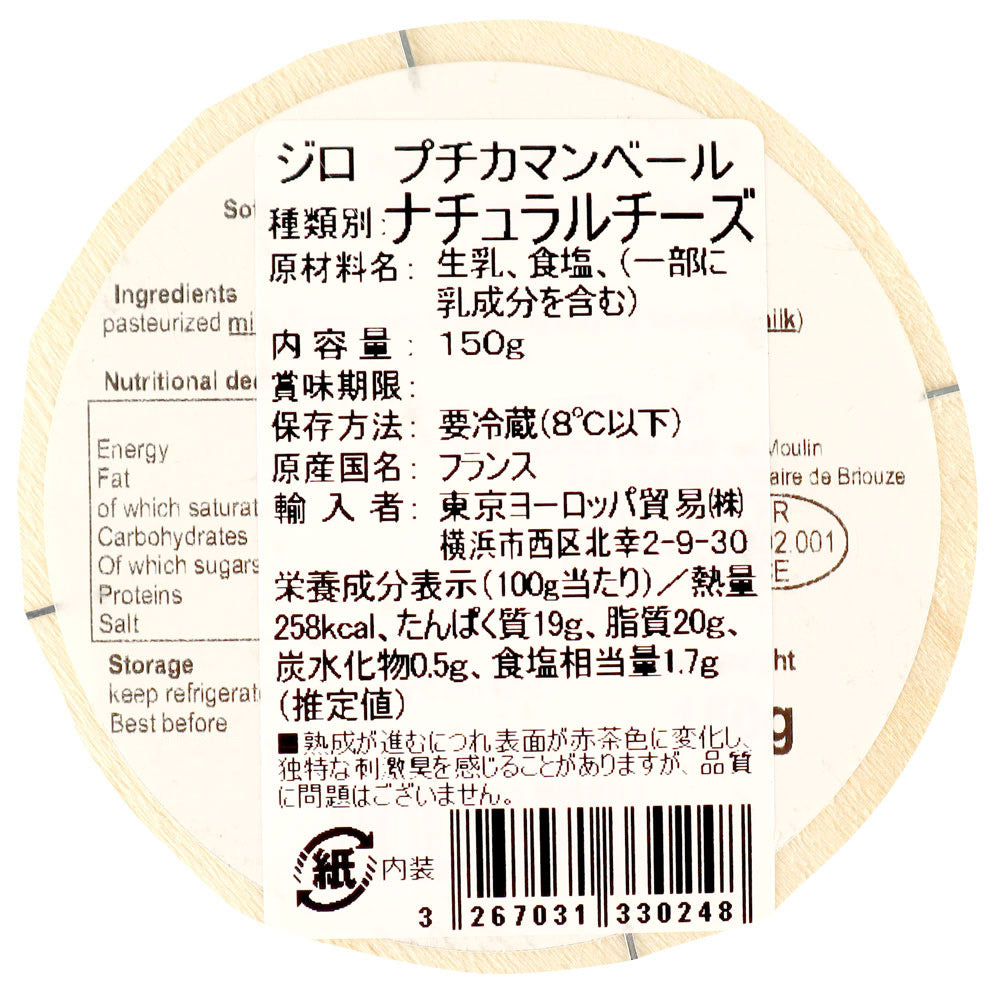 ジロ プチカマンベール
種類別:ナチュラルチーズ
原材料名: 生乳、食塩、(一部に
乳成分を含む)
内容量: 150g
賞味期限:
保存方法: 要冷蔵(8℃以下)
原産国名: フランス
輸入者: 東京ヨーロッパ貿易㈱
横浜市西区北幸2-9-30
栄養成分表示(100g当たり)/熱量
258kcal、たんぱく質19g、脂質20g、
炭水化物0.5g、食塩相当量1.7g
(推定値)
■熟成が進むにつれ表面が赤茶色に変化し、
独特な刺激臭を感じることがありますが、品質
に問題はございません。
紙 内装
3 267031 330248
Ingredients
pasteurized
Nutritional
Energy
Fat
of which
Carbohydrates
Of which sugars
Proteins
Salt
Storage
keep
Best before
Moulin
de Briouze
02.001
g